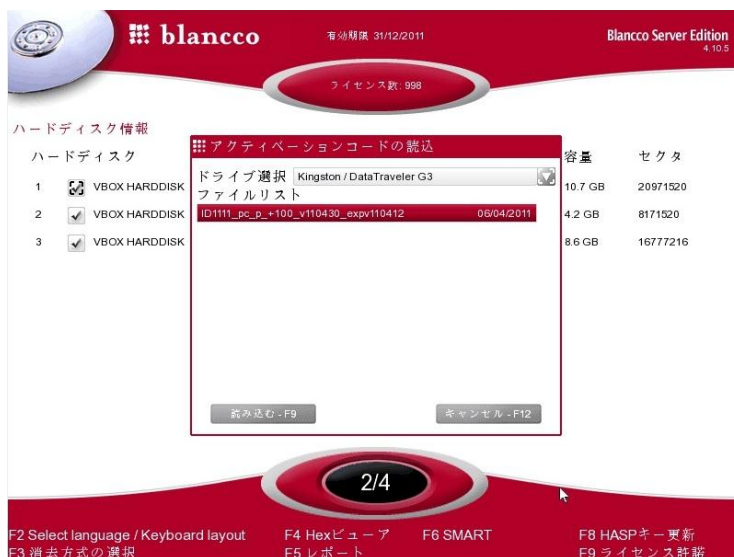 blancco
有効期限 31/12/2011
Blancco Server Edition
4.10.5
ライセンス数: 998
ハードディスク情報
ハードディスク 容量 セクタ
アクティベーションコードの読込
ドライブ選択 Kingston / DataTraveler G3
ファイルリスト
1 VBOX HARDDISK 10.7 GB 20971520
ID1111_pc_p_+100_v110430_expv110412 06/04/2011
2 VBOX HARDDISK 4.2 GB 8171520
3 VBOX HARDDISK 8.6 GB 16777216
読み込む - F9 キャンセル - F12
2/4
F2 Select language / Keyboard layout F4 Hexビューア F6 SMART F8 HASPキー更新
F3 消去方式の選択 F5 レポート F9 ライセンス許諾